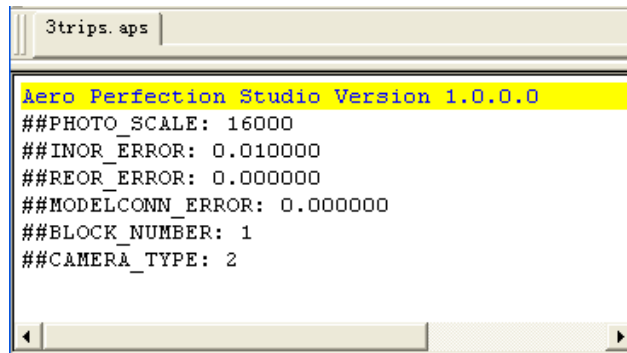 3trips.aps
Aero Perfection Studio Version 1.0.0.0
##PHOTO_SCALE: 16000
##INOR_ERROR: 0.010000
##REOR_ERROR: 0.000000
##MODELCONN_ERROR: 0.000000
##BLOCK_NUMBER: 1
##CAMERA_TYPE: 2